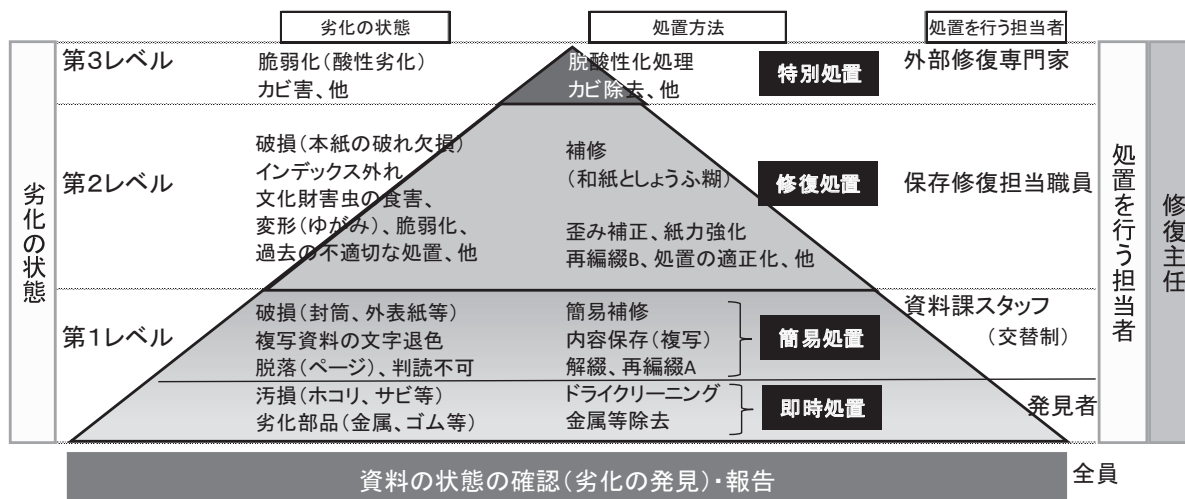 劣化の状態
処置方法
処置を行う担当者
劣化の状態
第3レベル
脆弱化(酸性劣化)
カビ害、他
脱酸性化処理
カビ除去、他
特別処置
外部修復専門家
第2レベル
破損(本紙の破れ欠損)
インデックス外れ
文化財害虫の食害、
変形(ゆがみ)、脆弱化、
過去の不適切な処置、他
補修
(和紙としょうふ糊)
歪み補正、紙力強化
再編綴B、処置の適正化、他
修復処置
保存修復担当職員
第1レベル
破損(封筒、外表紙等)
複写資料の文字退色
脱落(ページ)、判読不可
簡易補修
内容保存(複写)
解綴、再編綴A
簡易処置
資料課スタッフ
(交替制)
汚損(ホコリ、サビ等)
劣化部品(金属、ゴム等)
ドライクリーニング
金属等除去
即時処置
発見者
処置を行う担当者
修復主任
資料の状態の確認(劣化の発見)・報告
全員